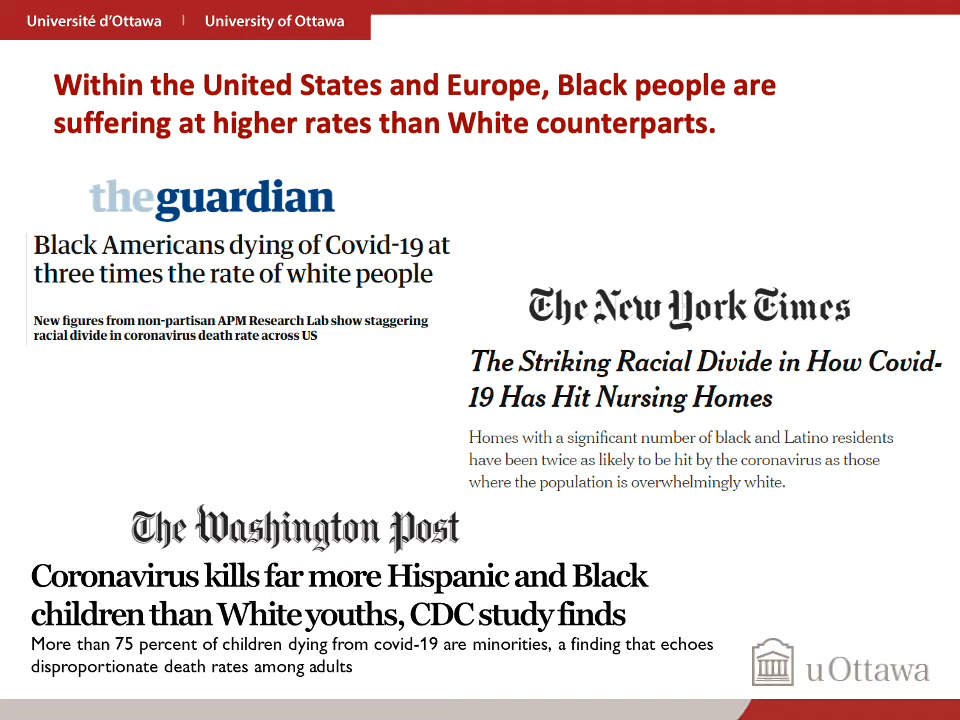 Université d'Ottawa | University of Ottawa
Within the United States and Europe, Black people are
suffering at higher rates than White counterparts.
theguardian
Black Americans dying of Covid-19 at
three times the rate of white people
New figures from non-partisan APM Research Lab show staggering
racial divide in coronavirus death rate across US
The New York Times
The Striking Racial Divide in How Covid-
19 Has Hit Nursing Homes
Homes with a significant number of black and Latino residents
have been twice as likely to be hit by the coronavirus as those
where the population is overwhelmingly white.
The Washington Post
Coronavirus kills far more Hispanic and Black
children than White youths, CDC study finds
More than 75 percent of children dying from covid-19 are minorities, a finding that echoes
disproportionate death rates among adults
uOttawa